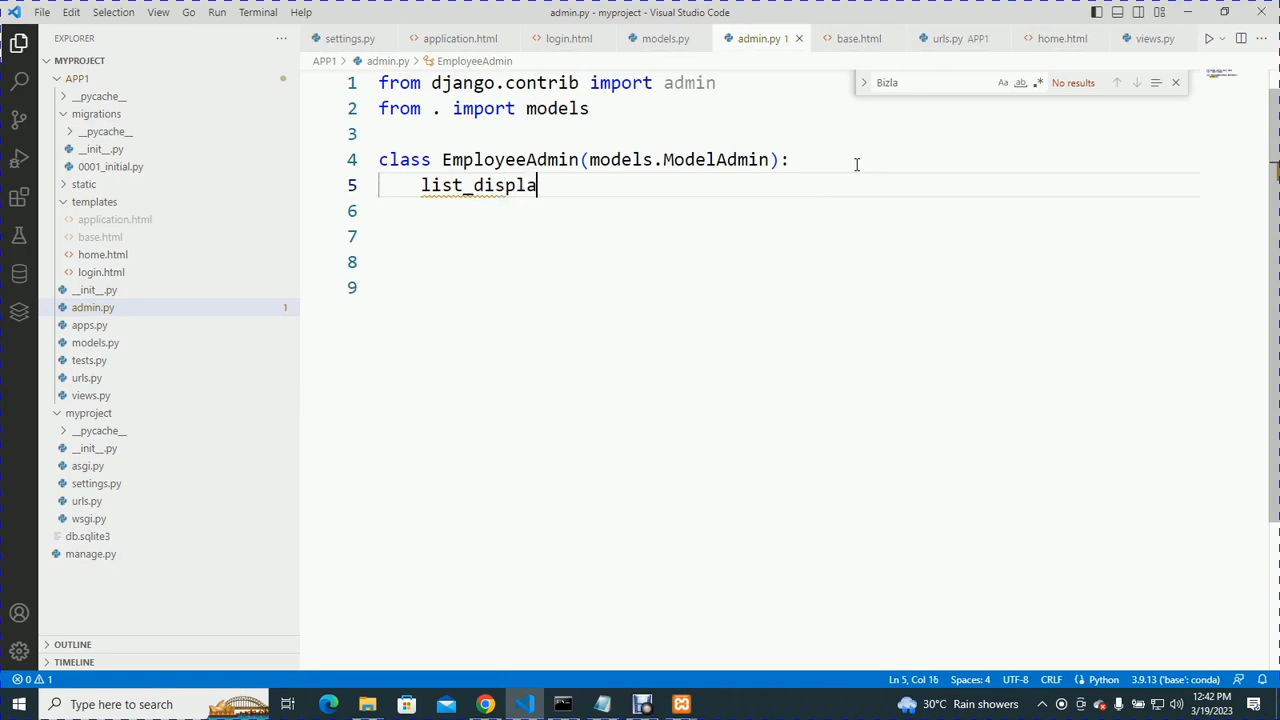 File Edit Selection View Go Run Terminal Help
admin.py - myproject - Visual Studio Code
EXPLORER
settings.py application.html login.html models.py admin.py 1 base.html urls.py APP1 home.html views.py
APP1 > admin.py > EmployeeAdmin
Bizla
Aa ab .* No results
1 from django.contrib import admin
2 from . import models
3
4 class EmployeeAdmin(models.ModelAdmin):
5 list_displa
6
7
8
9
MYPROJECT
APP1
__pycache__
migrations
__pycache__
__init__.py
0001_initial.py
static
templates
application.html
base.html
home.html
login.html
__init__.py
admin.py 1
apps.py
models.py
tests.py
urls.py
views.py
myproject
__pycache__
__init__.py
asgi.py
settings.py
urls.py
wsgi.py
db.sqlite3
manage.py
OUTLINE
TIMELINE
0 1
Ln 5, Col 16 Spaces: 4 UTF-8 CRLF Python 3.9.13 ('base': conda)
Type here to search
30°C Rain showers
12:42 PM
3/19/2023